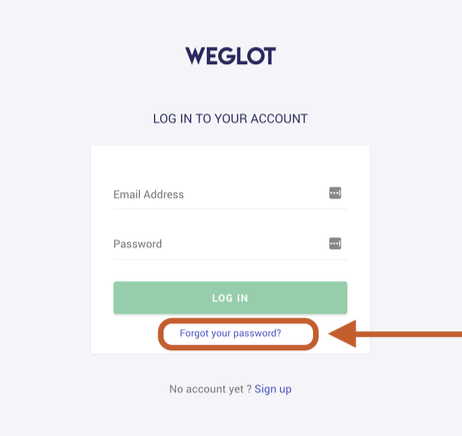 WEGLOT
LOG IN TO YOUR ACCOUNT
Email Address
Password
LOG IN
Forgot your password?
No account yet ? Sign up